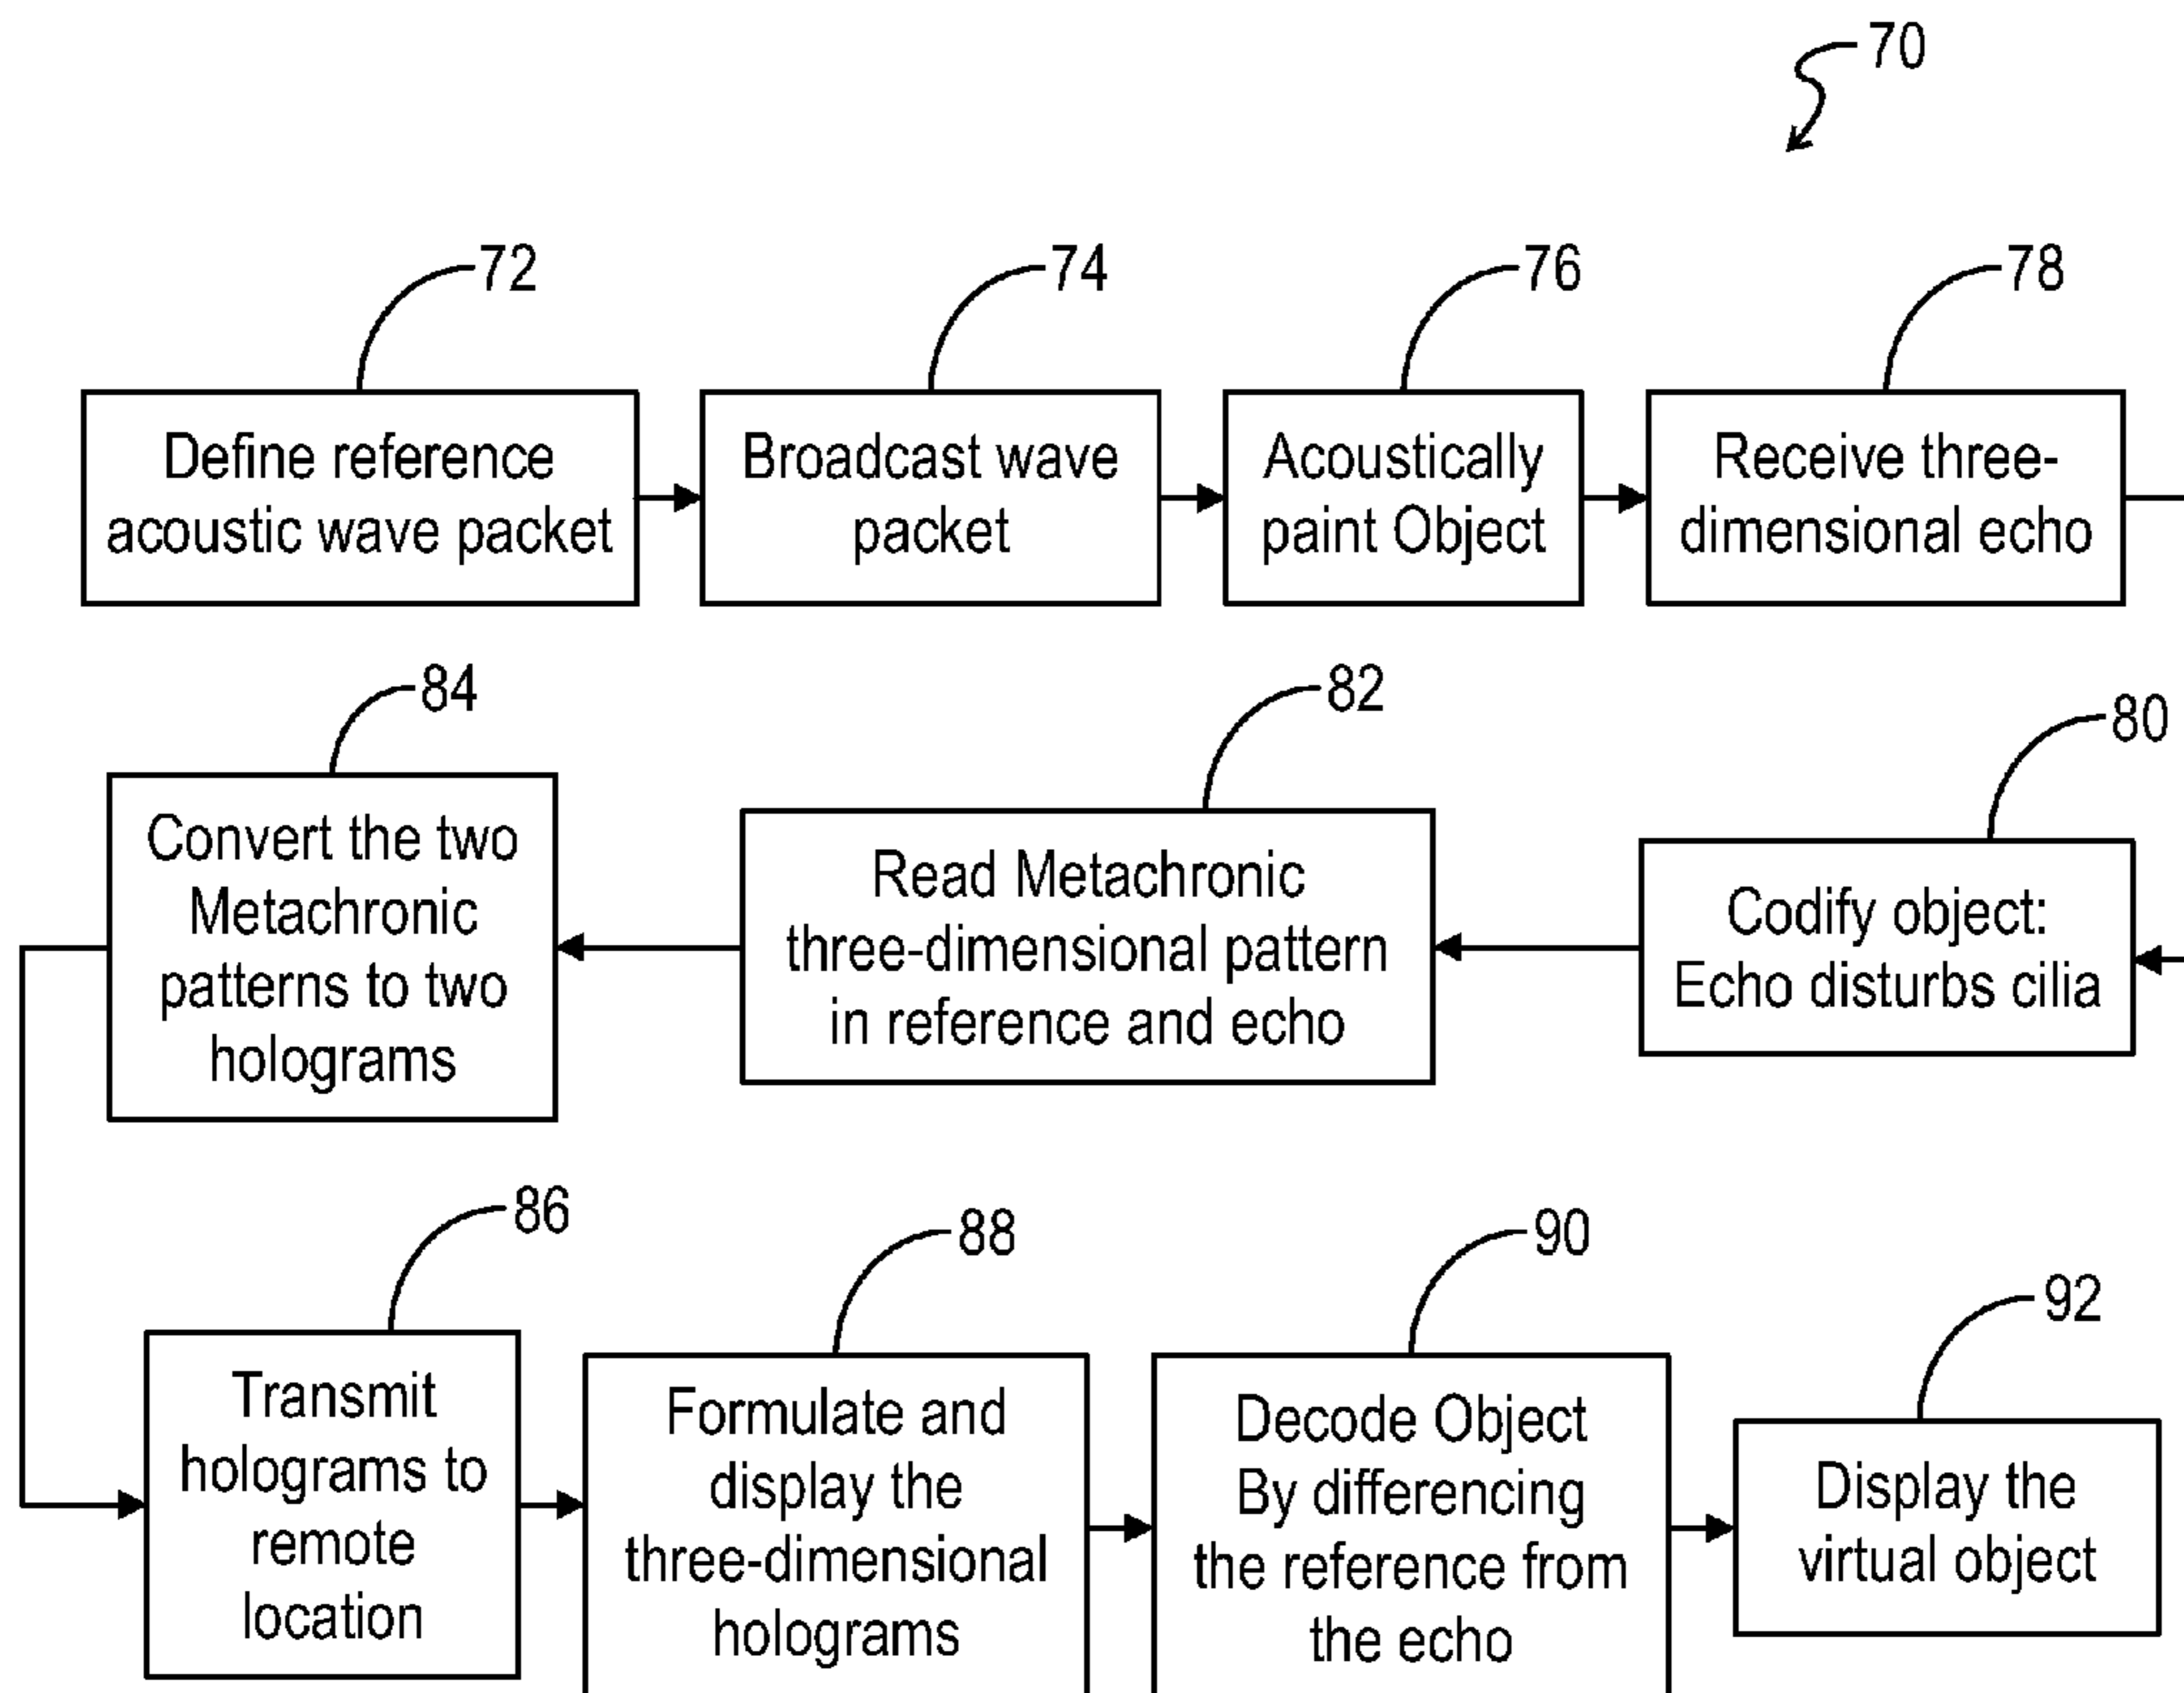 70
72
Define reference
acoustic wave packet
74
Broadcast wave
packet
76
Acoustically
paint Object
78
Receive three-
dimensional echo
80
Codify object:
Echo disturbs cilia
82
Read Metachronic
three-dimensional pattern
in reference and echo
84
Convert the two
Metachronic
patterns to two
holograms
86
Transmit
holograms to
remote
location
88
Formulate and
display the
three-dimensional
holograms
90
Decode Object
By differencing
the reference from
the echo
92
Display the
virtual object